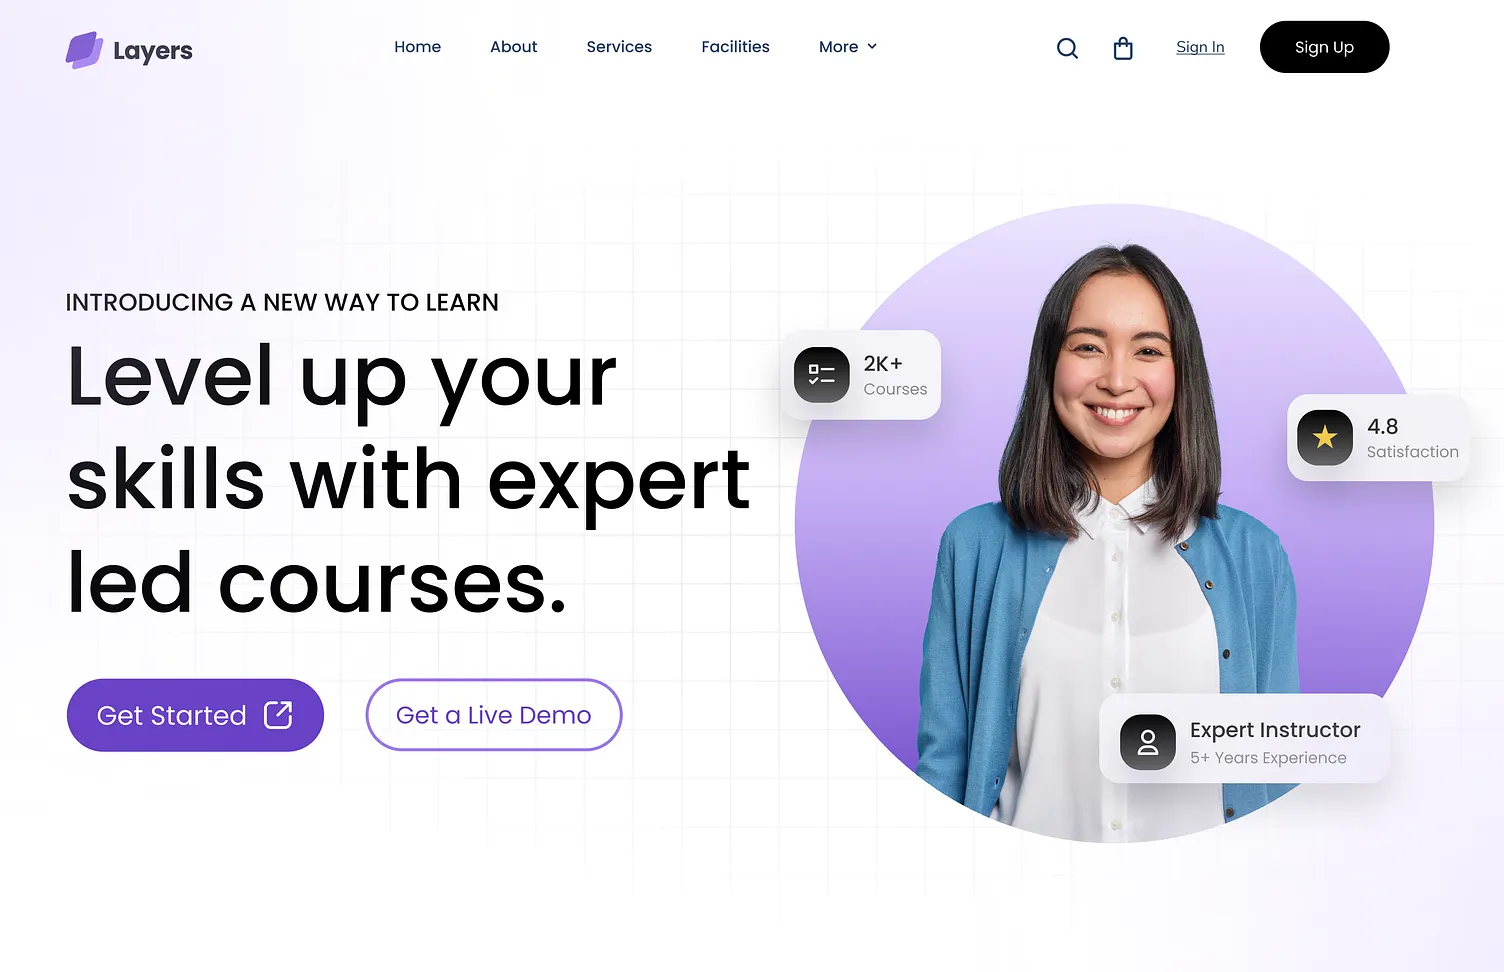 Layers
Home
About
Services
Facilities
More
Sign In
Sign Up
INTRODUCING A NEW WAY TO LEARN
Level up your
skills with expert
led courses.
Get Started
Get a Live Demo
2K+
Courses
4.8
Satisfaction
Expert Instructor
5+ Years Experience